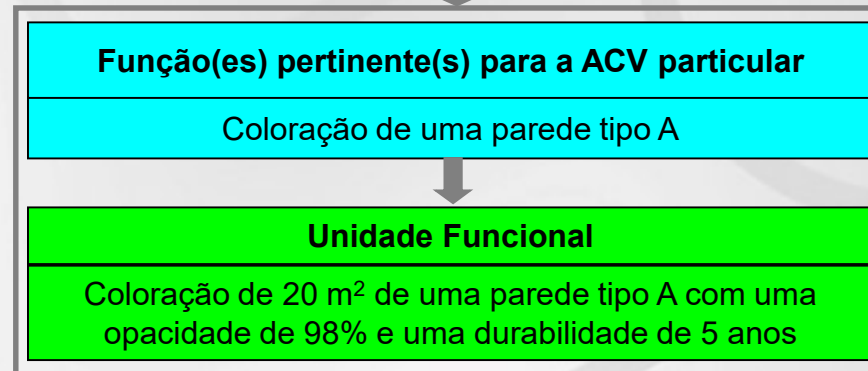 Função(es) pertinente(s) para a ACV particular
Coloração de uma parede tipo A
Unidade Funcional
Coloração de 20 m² de uma parede tipo A com uma
opacidade de 98% e uma durabilidade de 5 anos